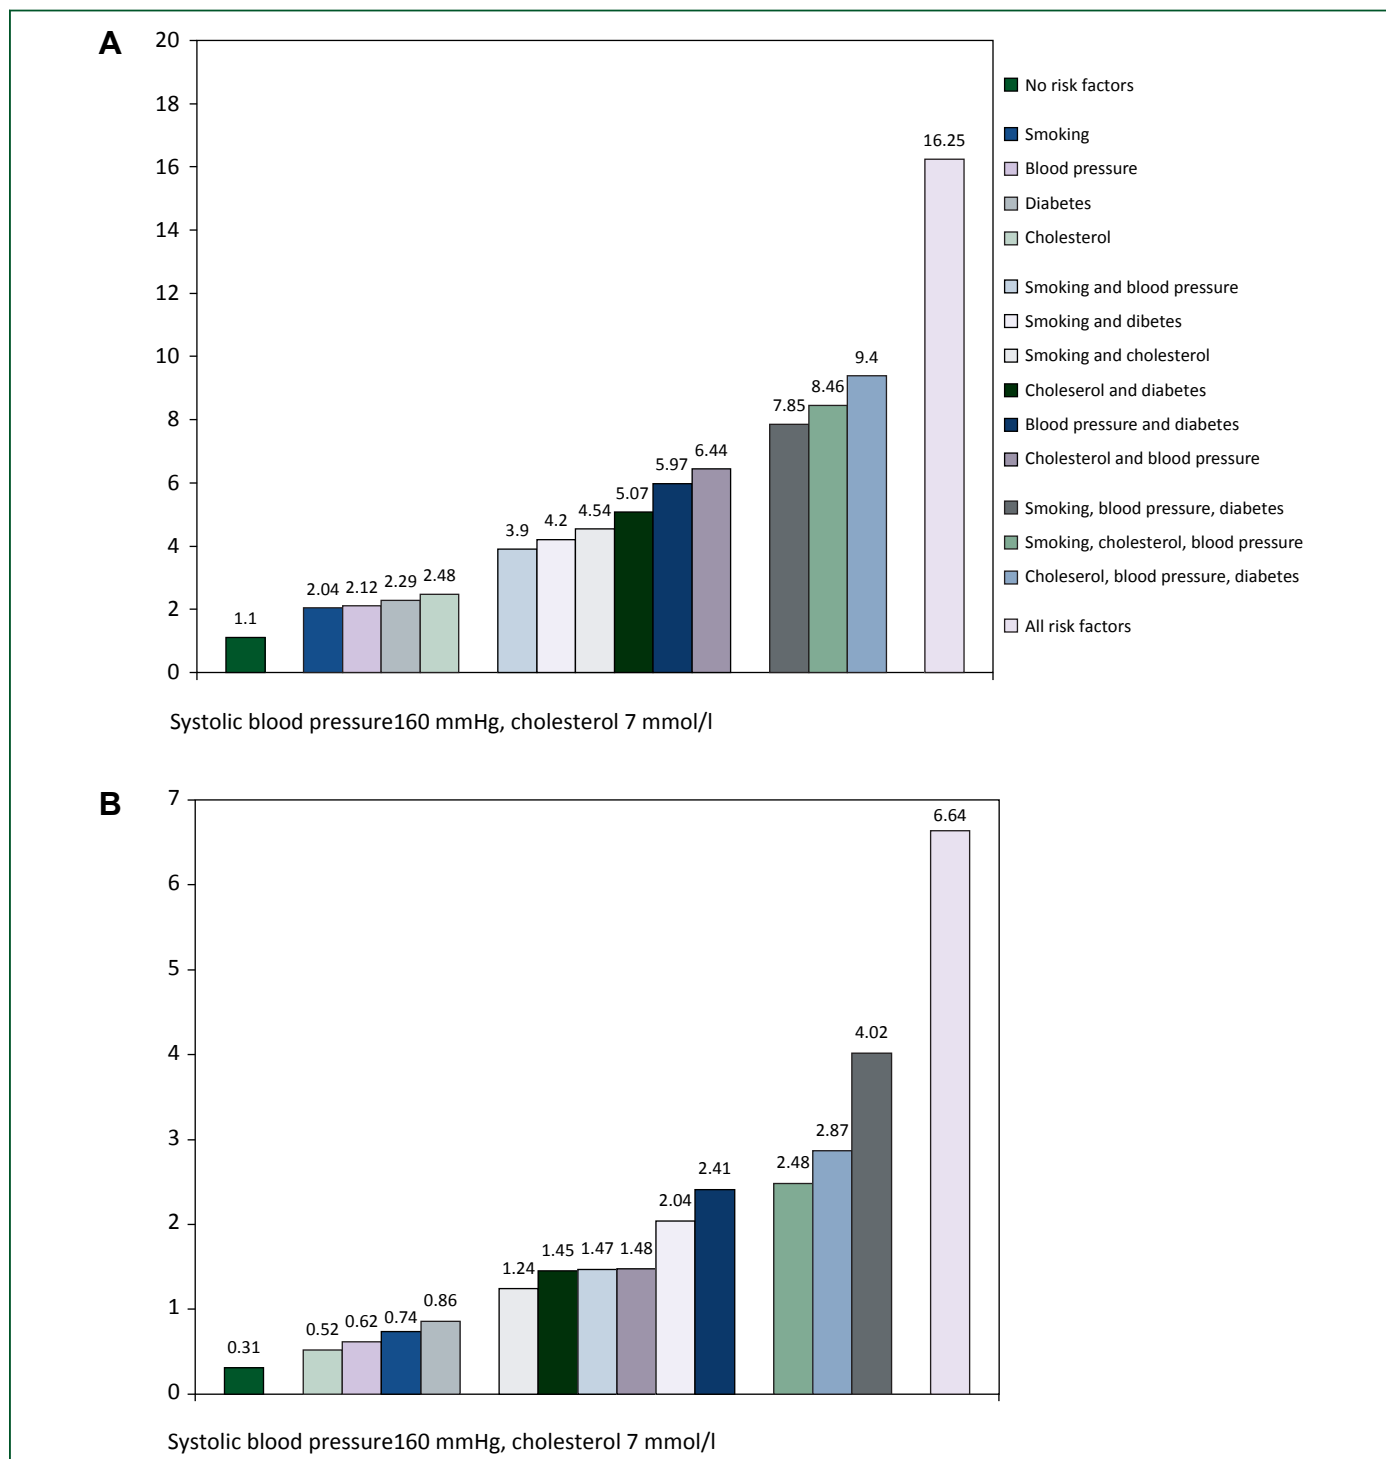 A
20
18
16
14
12
10
8
6
4
2
0
1.1
2.04
2.12
2.29
2.48
3.9
4.2
4.54
5.07
5.97
6.44
7.85
8.46
9.4
16.25
No risk factors
Smoking
Blood pressure
Diabetes
Cholesterol
Smoking and blood pressure
Smoking and dibetes
Smoking and cholesterol
Choleserol and diabetes
Blood pressure and diabetes
Cholesterol and blood pressure
Smoking, blood pressure, diabetes
Smoking, cholesterol, blood pressure
Choleserol, blood pressure, diabetes
All risk factors
Systolic blood pressure160 mmHg, cholesterol 7 mmol/l
B
7
6
5
4
3
2
1
0
0.31
0.52
0.62
0.74
0.86
1.24
1.45
1.47
1.48
2.04
2.41
2.48
2.87
4.02
6.64
Systolic blood pressure160 mmHg, cholesterol 7 mmol/l